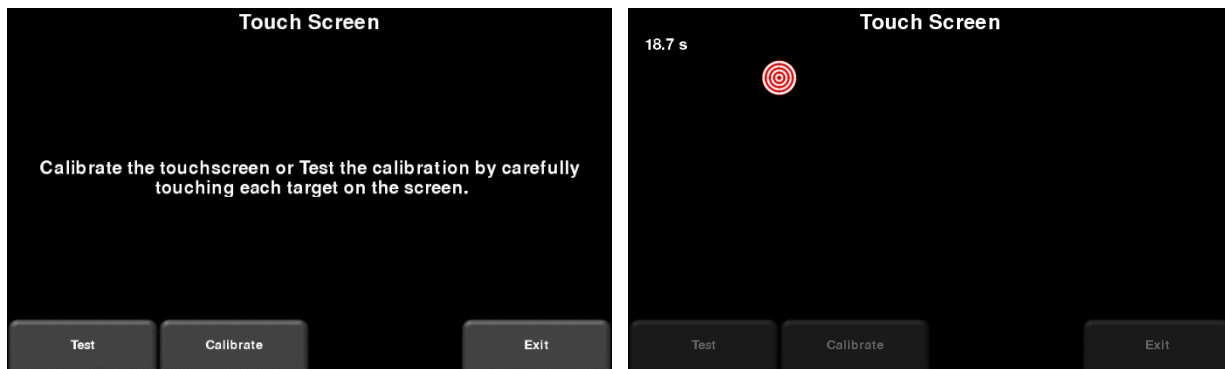 Touch Screen
Calibrate the touchscreen or Test the calibration by carefully
touching each target on the screen.
Test
Calibrate
Exit
Touch Screen
18.7 s
Test
Calibrate
Exit